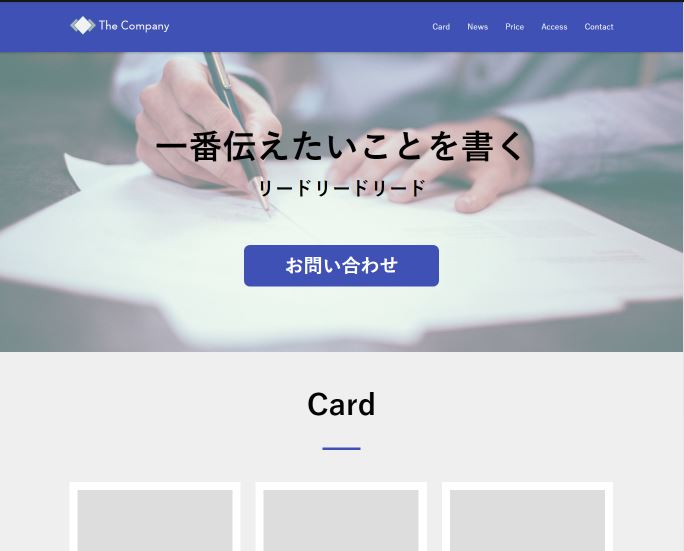 The Company
Card News Price Access Contact
一番伝えたいことを書く
リードリードリード
お問い合わせ
Card